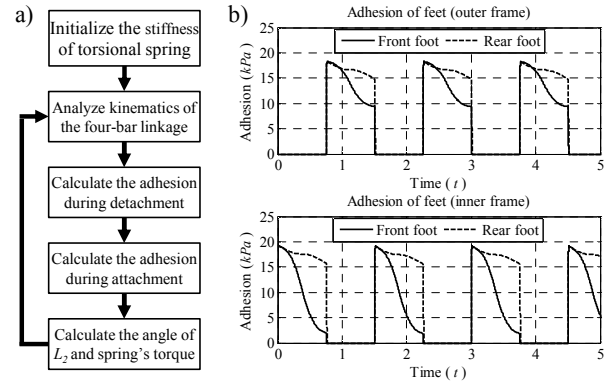 a)
Initialize the stiffness
of torsional spring
Analyze kinematics of
the four-bar linkage
Calculate the adhesion
during detachment
Calculate the adhesion
during attachment
Calculate the angle of
L2 and spring's torque
b)
Adhesion of feet (outer frame)
Front foot Rear foot
Adhesion (kPa)
25
20
15
10
5
0
0 1 2 3 4 5
Time (t)
Adhesion of feet (inner frame)
Front foot Rear foot
Adhesion (kPa)
25
20
15
10
5
0
0 1 2 3 4 5
Time (t)